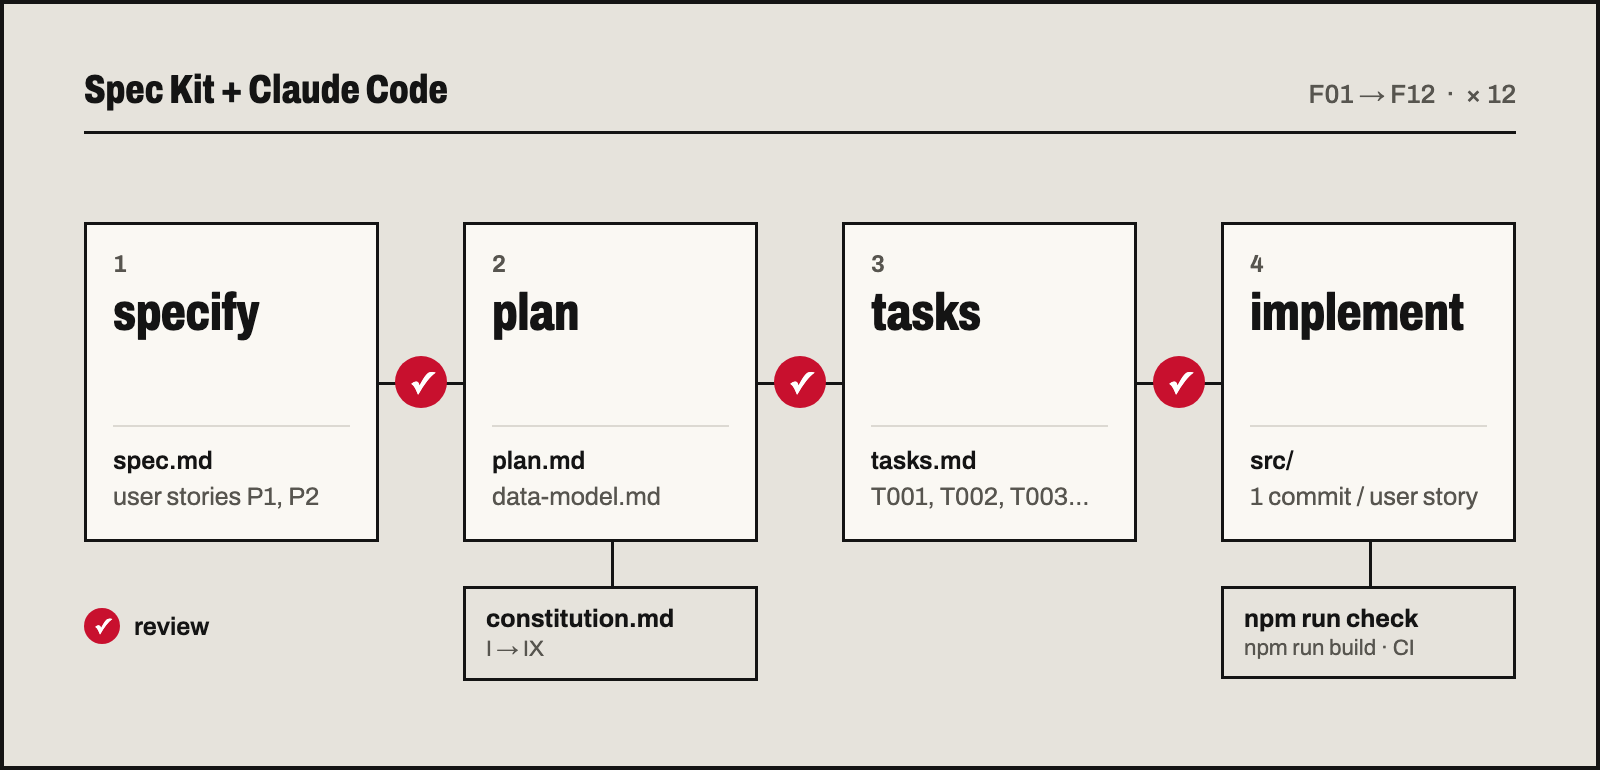 Spec Kit + Claude Code
F01 → F12 · × 12
1
specify
spec.md
user stories P1, P2
2
plan
plan.md
data-model.md
3
tasks
tasks.md
T001, T002, T003...
4
implement
src/
1 commit / user story
review
constitution.md
I → IX
npm run check
npm run build · CI